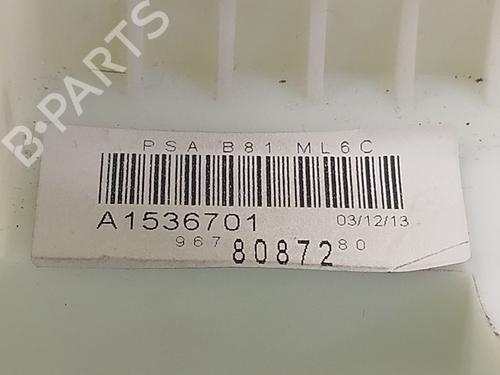 B-PARTS
PSA B81 ML6C
A1536701 03/12/13
967 80872 80